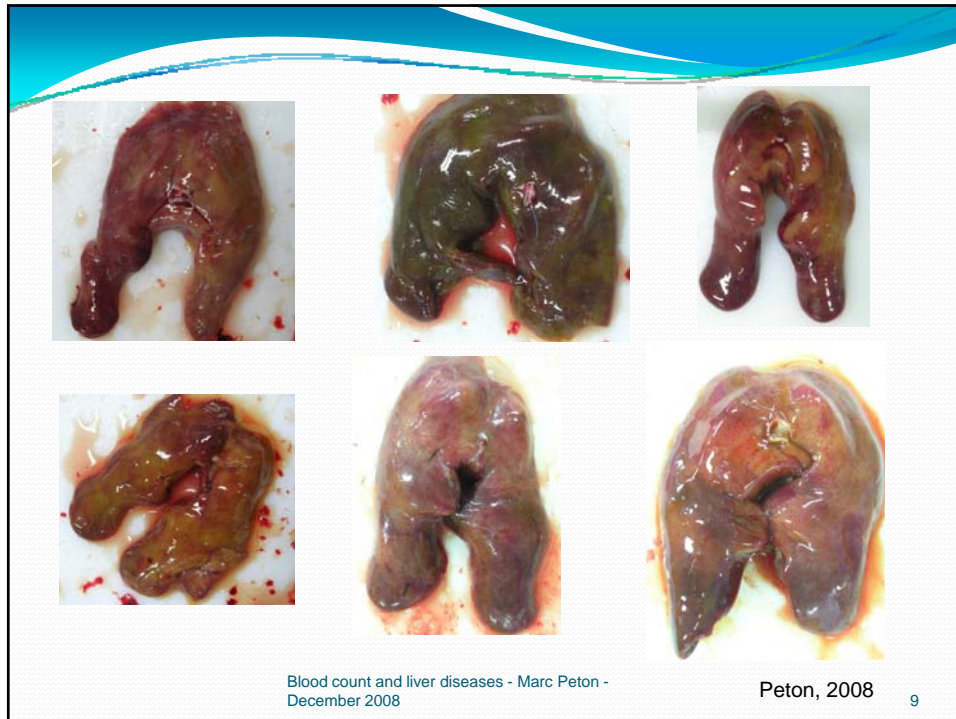 Blood count and liver diseases - Marc Peton -
December 2008
Peton, 2008
9